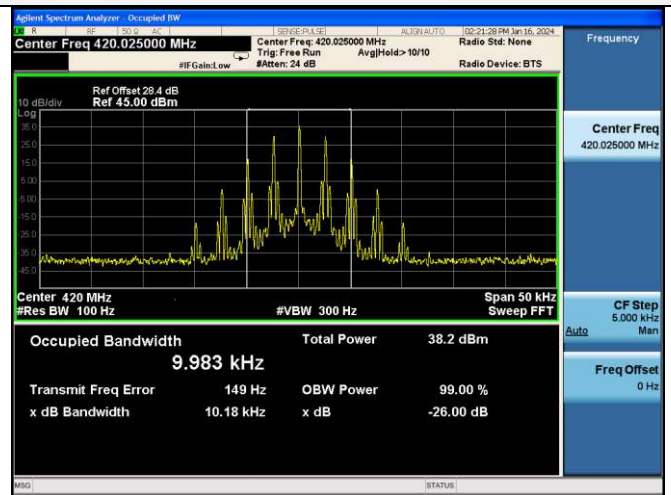 Agilent Spectrum Analyzer - Occupied BW
R RF 50 Ω AC SENSE:PULSE ALIGN AUTO 02:21:28 PM Jan 16, 2024
Center Freq 420.025000 MHz
Center Freq: 420.025000 MHz
Radio Std: None
Trig: Free Run Avg|Hold:> 10/10
#IFGain:Low #Atten: 24 dB Radio Device: BTS
Ref Offset 28.4 dB
10 dB/div Ref 45.00 dBm
Log
35.0
25.0
15.0
5.00
-5.00
-15.0
-25.0
-35.0
-45.0
Center 420 MHz Span 50 kHz
#Res BW 100 Hz #VBW 300 Hz Sweep FFT
Occupied Bandwidth Total Power 38.2 dBm
9.983 kHz
Transmit Freq Error 149 Hz OBW Power 99.00 %
x dB Bandwidth 10.18 kHz x dB -26.00 dB
MSG STATUS
Frequency
Center Freq
420.025000 MHz
CF Step
5.000 kHz
Auto Man
Freq Offset
0 Hz